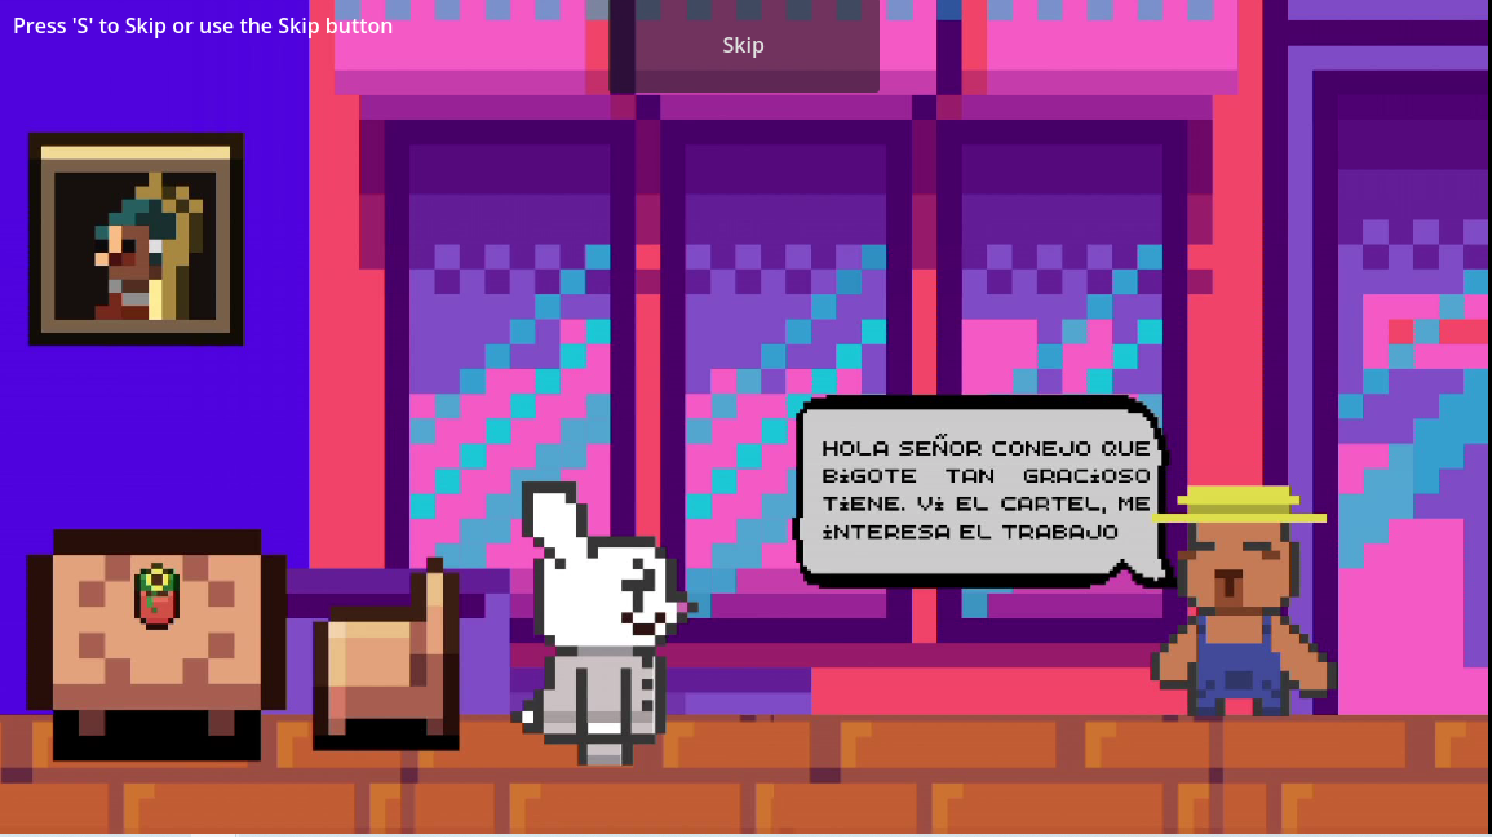 Press 'S' to Skip or use the Skip button
Skip
HOLA SEÑOR CONEJO QUE
BiGOTE TAN GRACiOSO
TiENE. Vi EL CARTEL, ME
iNTERESA EL TRABAJO